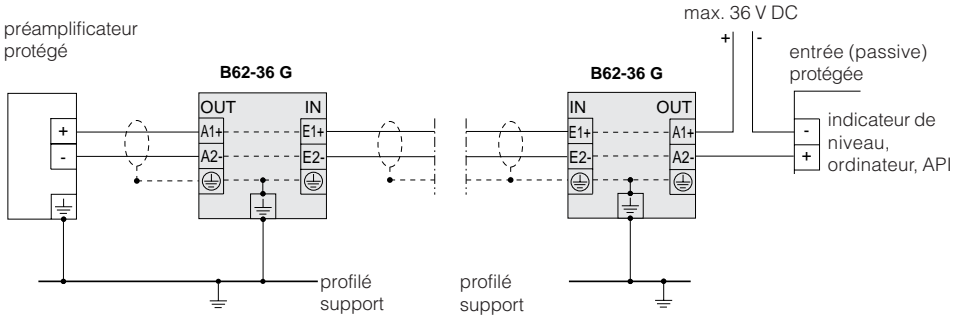 préamplificateur
protégé
max. 36 V DC
+ -
entrée (passive)
protégée
B62-36 G
B62-36 G
OUT IN
IN OUT
+ A1+ E1+
E1+ A1+ -
- A2- E2-
E2- A2- +
indicateur de
niveau,
ordinateur, API
profilé
support
profilé
support